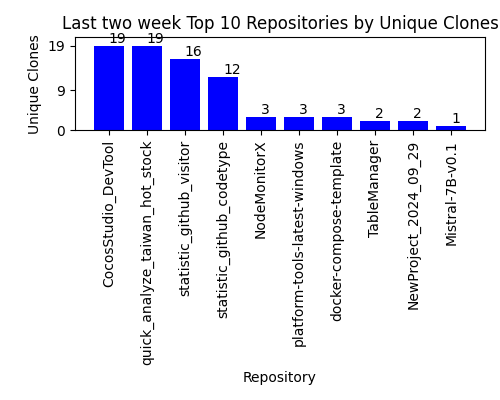 Last two week Top 10 Repositories by Unique Clones
Unique Clones
19
9
0
19
19
16
12
3
3
3
2
2
1
CocosStudio_DevTool
quick_analyze_taiwan_hot_stock
statistic_github_visitor
statistic_github_codetype
NodeMonitorX
platform-tools-latest-windows
docker-compose-template
TableManager
NewProject_2024_09_29
Mistral-7B-v0.1
Repository